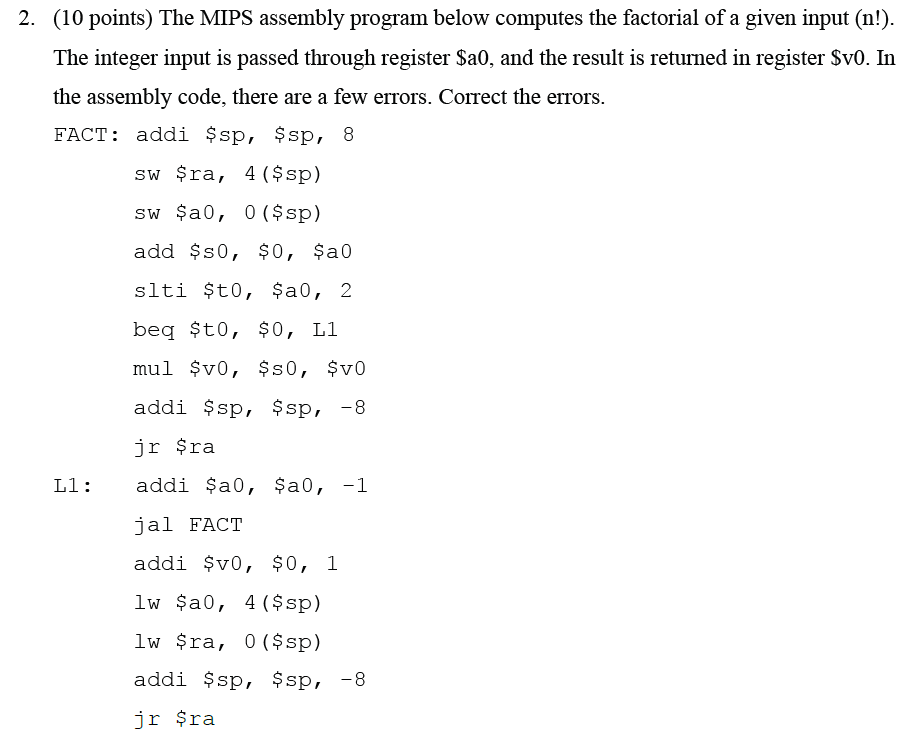 2. (10 points) The MIPS assembly program below computes the factorial of a given input (n!).
The integer input is passed through register $a0, and the result is returned in register $v0. In
the assembly code, there are a few errors. Correct the errors.
FACT: addi $sp, $sp, 8
sw $ra, 4($sp)
sw $a0, 0($sp)
add $s0, $0, $a0
slti $t0, $a0, 2
beq $t0, $0, L1
mul $v0, $s0, $v0
addi $sp, $sp, -8
jr $ra
L1: addi $a0, $a0, -1
jal FACT
addi $v0, $0, 1
lw $a0, 4($sp)
lw $ra, 0($sp)
addi $sp, $sp, -8
jr $ra